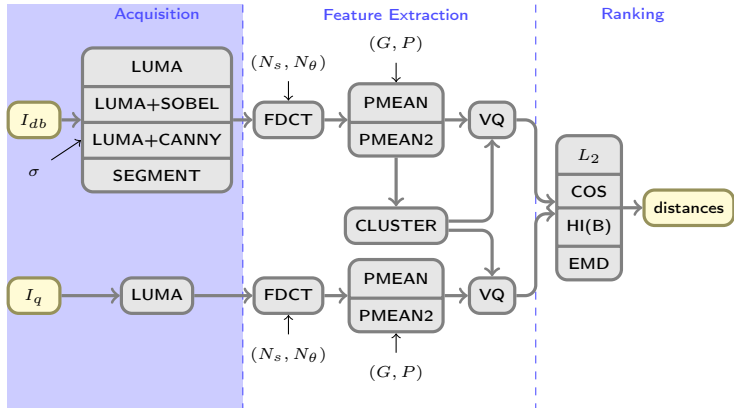 Acquisition
Feature Extraction
Ranking
(G, P)
(N_s, N_θ)
LUMA
LUMA+SOBEL
LUMA+CANNY
SEGMENT
I_db
σ
FDCT
PMEAN
PMEAN2
VQ
CLUSTER
L_2
COS
HI(B)
EMD
distances
I_q
LUMA
FDCT
PMEAN
PMEAN2
VQ
(N_s, N_θ)
(G, P)